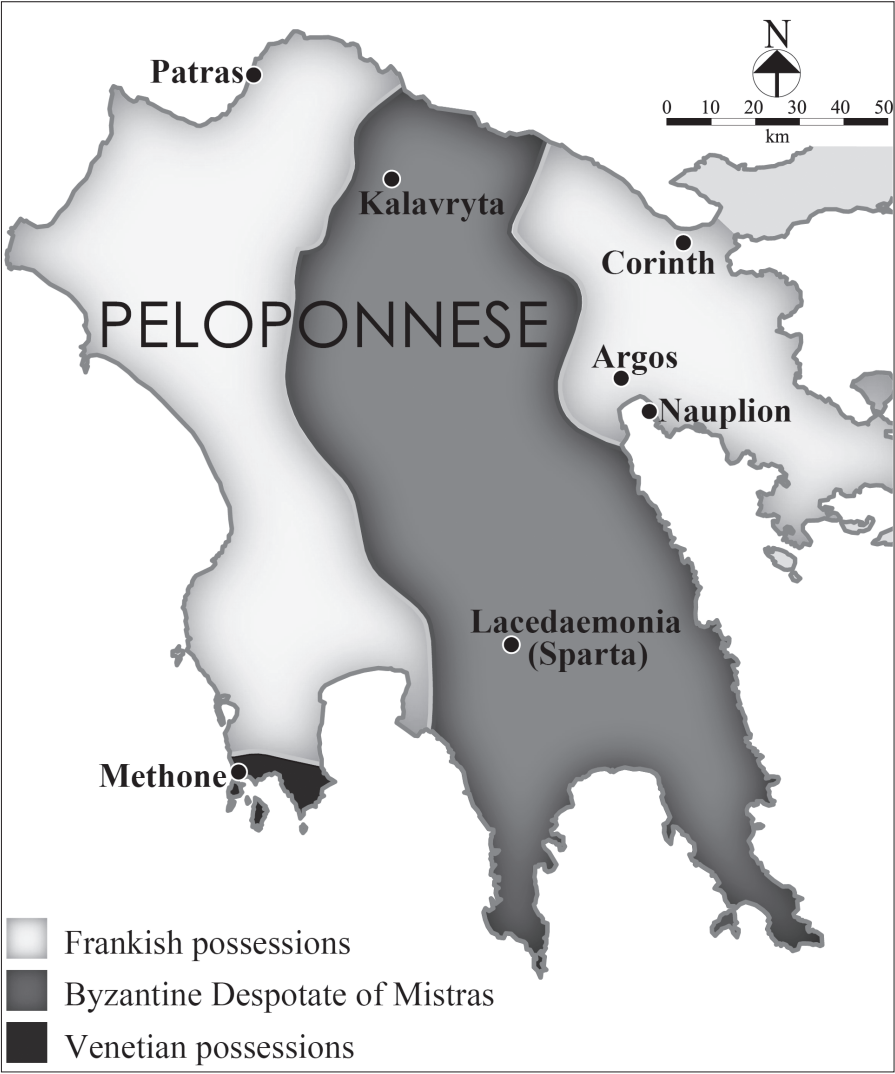 Patras
N
0 10 20 30 40 50
km
Kalavryta
Corinth
PELOPONNESE
Argos
Nauplion
Lacedaemonia
(Sparta)
Methone
Frankish possessions
Byzantine Despotate of Mistras
Venetian possessions